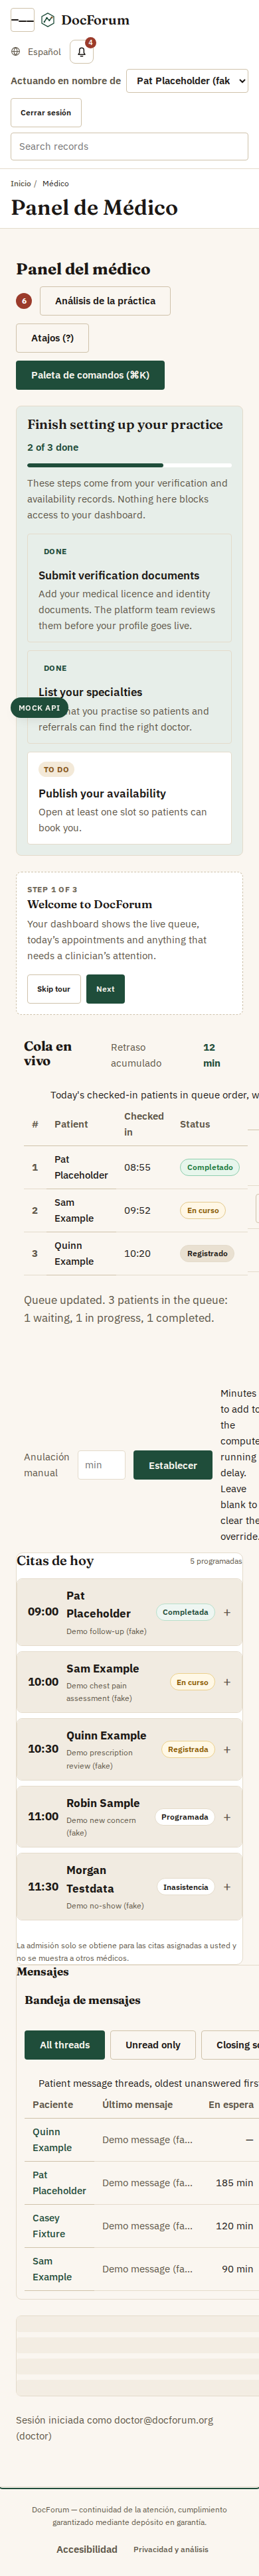 DocForum
Español
4
Actuando en nombre de
Pat Placeholder (fak
Cerrar sesión
Search records
Inicio / Médico
Panel de Médico
Panel del médico
6
Análisis de la práctica
Atajos (?)
Paleta de comandos (⌘K)
Finish setting up your practice
2 of 3 done
These steps come from your verification and
availability records. Nothing here blocks
access to your dashboard.
DONE
Submit verification documents
Add your medical licence and identity
documents. The platform team reviews
them before your profile goes live.
DONE
List your specialties
MOCK API
hat you practise so patients and
referrals can find the right doctor.
TO DO
Publish your availability
Open at least one slot so patients can
book you.
STEP 1 OF 3
Welcome to DocForum
Your dashboard shows the live queue,
today's appointments and anything that
needs a clinician's attention.
Skip tour
Next
Cola en
vivo
Retraso
acumulado
12
min
Today's checked-in patients in queue order, w
# Patient Checked
in Status
1 Pat
Placeholder 08:55 Completado
2 Sam
Example 09:52 En curso
3 Quinn
Example 10:20 Registrado
Queue updated. 3 patients in the queue:
1 waiting, 1 in progress, 1 completed.
Anulación
manual
min
Establecer
Minutes
to add to
the
compute
running
delay.
Leave
blank to
clear the
override.
Citas de hoy
5 programadas
09:00 Pat
Placeholder
Demo follow-up (fake)
Completada +
10:00 Sam Example
Demo chest pain
assessment (fake)
En curso +
10:30 Quinn Example
Demo prescription
review (fake)
Registrada +
11:00 Robin Sample
Demo new concern
(fake)
Programada +
11:30 Morgan
Testdata
Demo no-show (fake)
Inasistencia +
La admisión solo se obtiene para las citas asignadas a usted y
no se muestra a otros médicos.
Mensajes
Bandeja de mensajes
All threads
Unread only
Closing s
Patient message threads, oldest unanswered firs
Paciente Último mensaje En espera
Quinn
Example Demo message (fa... —
Pat
Placeholder Demo message (fa... 185 min
Casey
Fixture Demo message (fa... 120 min
Sam
Example Demo message (fa... 90 min
Sesión iniciada como doctor@docforum.org
(doctor)
DocForum — continuidad de la atención, cumplimiento
garantizado mediante depósito en garantía.
Accesibilidad
Privacidad y análisis